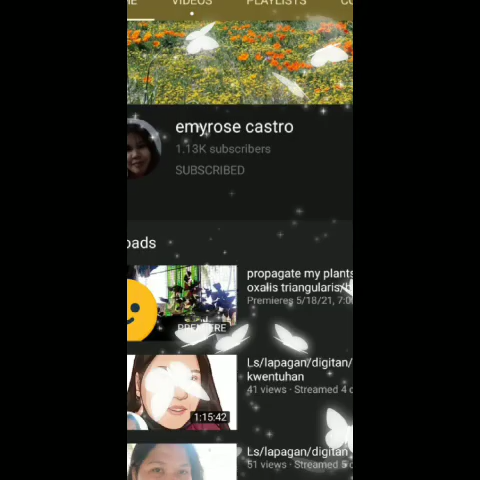 VIDEOS
PLAYLISTS
emyrose castro
1.13K subscribers
SUBSCRIBED
oads
propagate my plants
oxalis triangularis/
Premieres 5/18/21, 7:0
PREMIERE
Ls/lapagan/digitan/
kwentuhan
41 views · Streamed 4
1:15:42
Ls/lapagan/digitan
51 views · Streamed 5